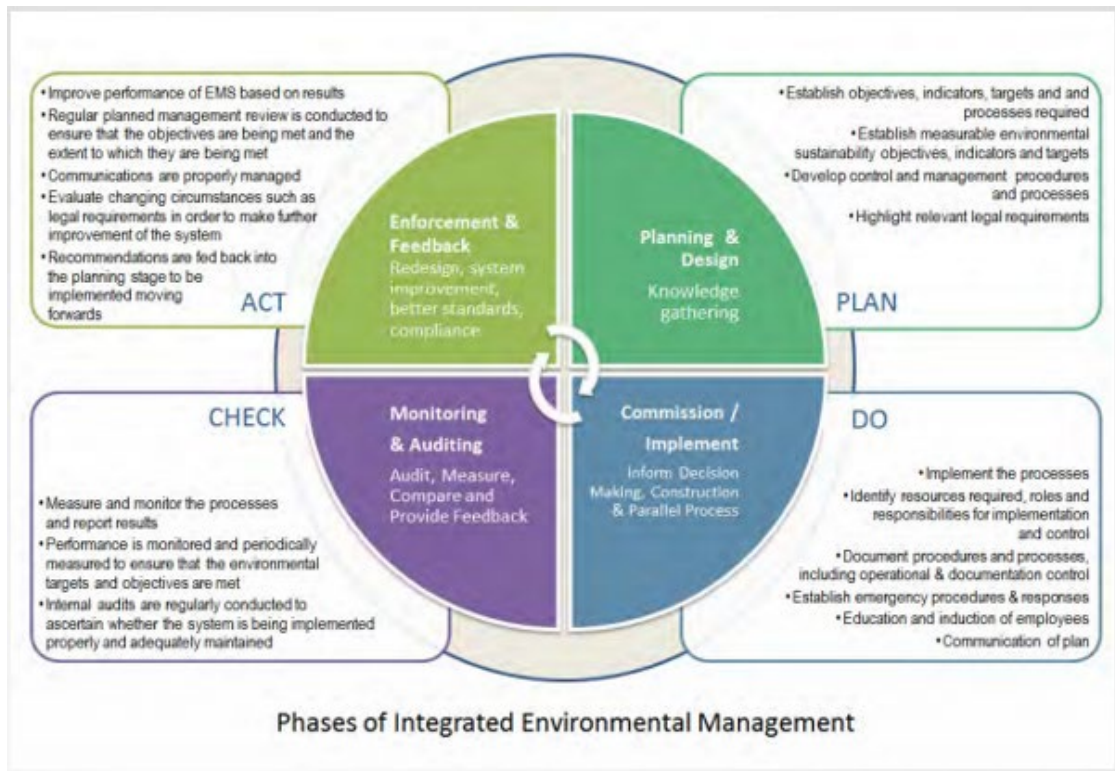 •Improve performance of EMS based on results
•Regular planned management review is conducted to
ensure that the objectives are being met and the
extent to which they are being met
•Communications are properly managed
•Evaluate changing circumstances such as
legal requirements in order to make further
improvement of the system
•Recommendations are fed back into
the planning stage to be
implemented moving
forwards
ACT
Enforcement &
Feedback
Redesign, system
improvement,
better standards,
compliance
Planning &
Design
Knowledge
gathering
•Establish objectives, indicators, targets and and
processes required
•Establish measurable environmental
sustainability objectives, indicators and targets
•Develop control and management procedures
and processes
•Highlight relevant legal requirements
PLAN
CHECK
•Measure and monitor the processes
and report results
•Performance is monitored and periodically
measured to ensure that the environmental
targets and objectives are met
•Internal audits are regularly conducted to
ascertain whether the system is being implemented
properly and adequately maintained
Monitoring
& Auditing
Audit, Measure,
Compare and
Provide Feedback
Commission /
Implement
Inform Decision
Making, Construction
& Parallel Process
DO
•Implement the processes
•Identify resources required, roles and
responsibilities for implementation
and control
•Document procedures and processes,
including operational & documentation control
•Establish emergency procedures & responses
•Education and induction of employees
•Communication of plan
Phases of Integrated Environmental Management